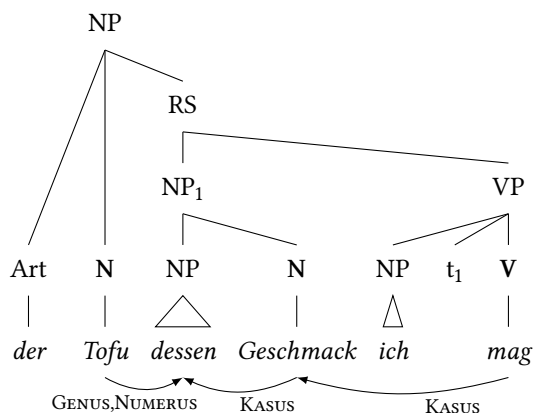 NP
RS
NP₁ VP
Art N NP N NP t₁ V
der Tofu dessen Geschmack ich mag
GENUS,NUMERUS KASUS KASUS